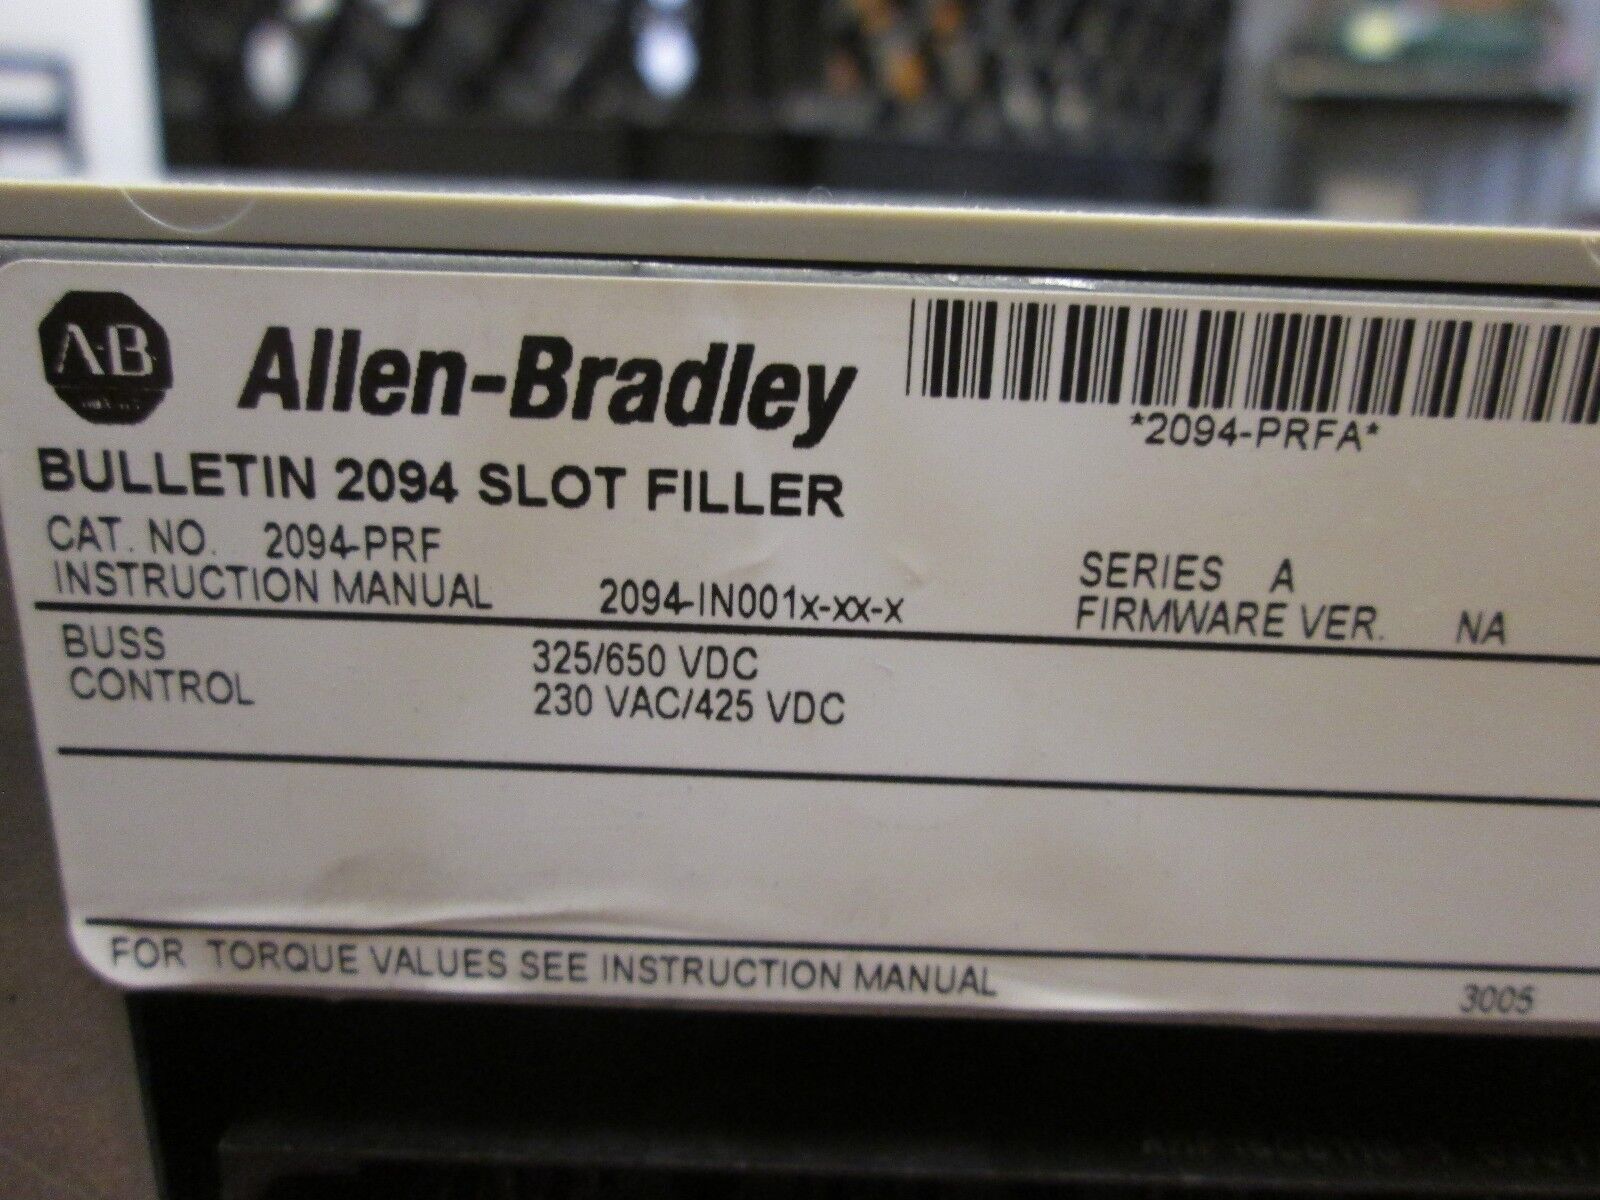 A-B
Allen-Bradley
*2094-PRFA*
BULLETIN 2094 SLOT FILLER
CAT. NO. 2094-PRF
SERIES A
INSTRUCTION MANUAL 2094-IN001x-xx-x
FIRMWARE VER. NA
BUSS 325/650 VDC
CONTROL 230 VAC/425 VDC
FOR TORQUE VALUES SEE INSTRUCTION MANUAL
3005